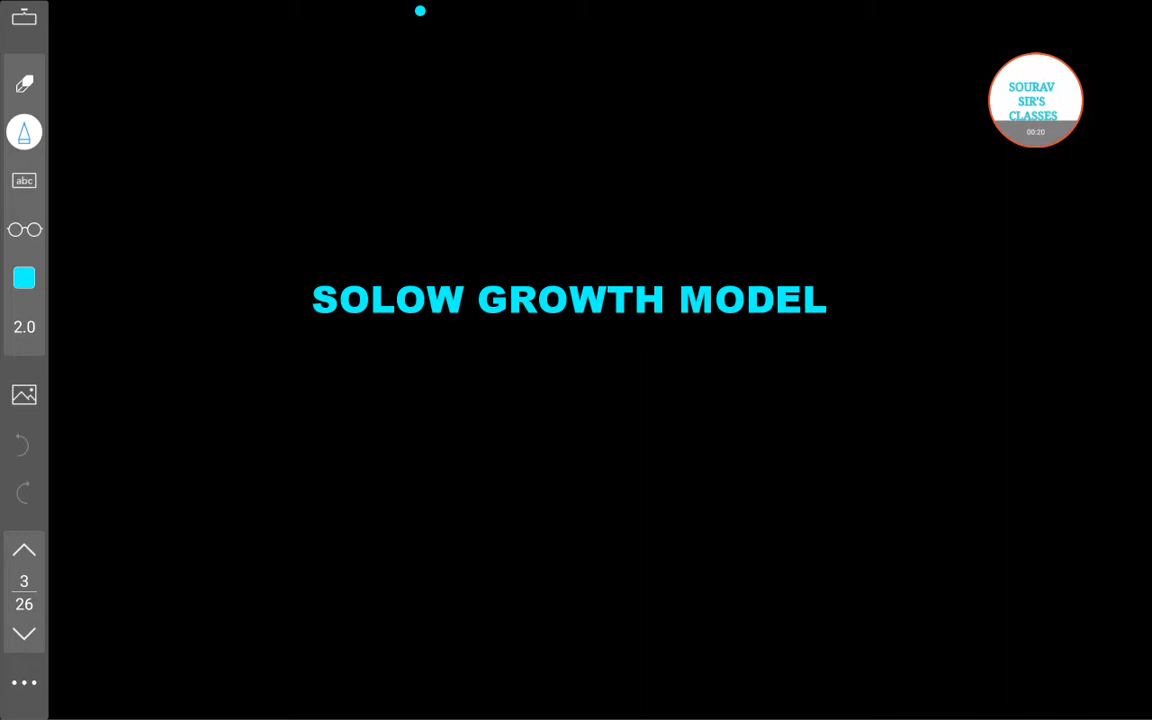 SOURAV
SIR'S
CLASSES
00:20
abc
SOLOW GROWTH MODEL
2.0
3
26